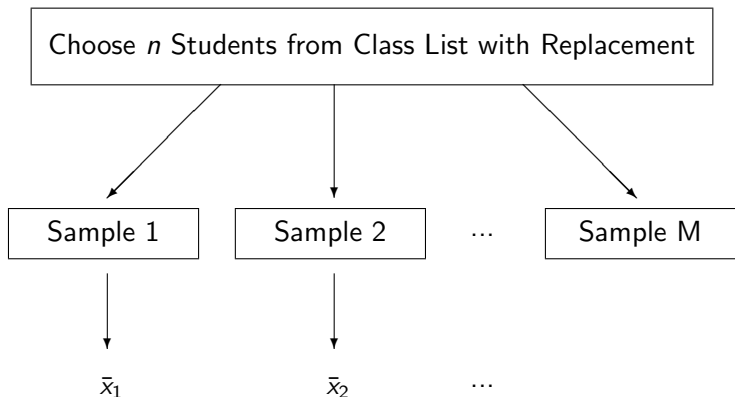 Choose n Students from Class List with Replacement
Sample 1 Sample 2 ... Sample M
x̄₁ x̄₂ ...